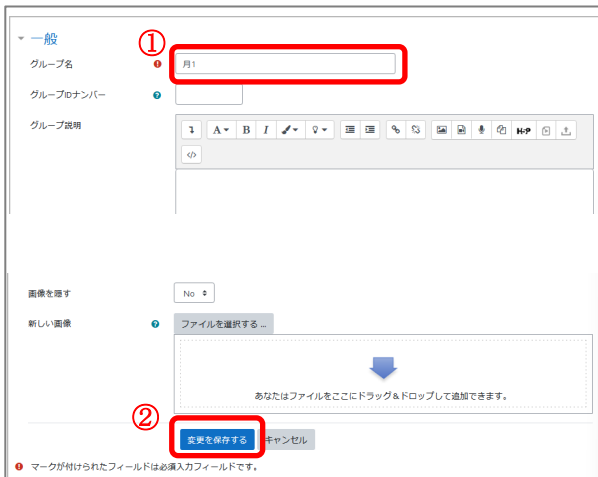 一般
①
グループ名
月1
グループIDナンバー
グループ説明
A B I H-P
</>
画像を隠す
No
新しい画像
ファイルを選択する ...
あなたはファイルをここにドラッグ＆ドロップして追加できます。
②
変更を保存する キャンセル
マークが付けられたフィールドは必須入力フィールドです。